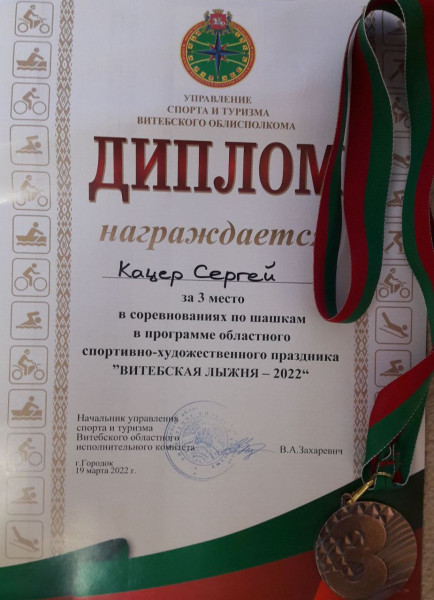 УПРАВЛЕНИЕ
СПОРТА И ТУРИЗМА
ВИТЕБСКОГО ОБЛИСПОЛКОМА
ДИПЛОМ
награждается
Кацер Сергей
за 3 место
в соревнованиях по шашкам
в программе областного
спортивно-художественного праздника
”ВИТЕБСКАЯ ЛЫЖНЯ – 2022“
Начальник управления
спорта и туризма
Витебского областного
исполнительного комитета
В.А.Захаревич
г.Городок
19 марта 2022 г.
3